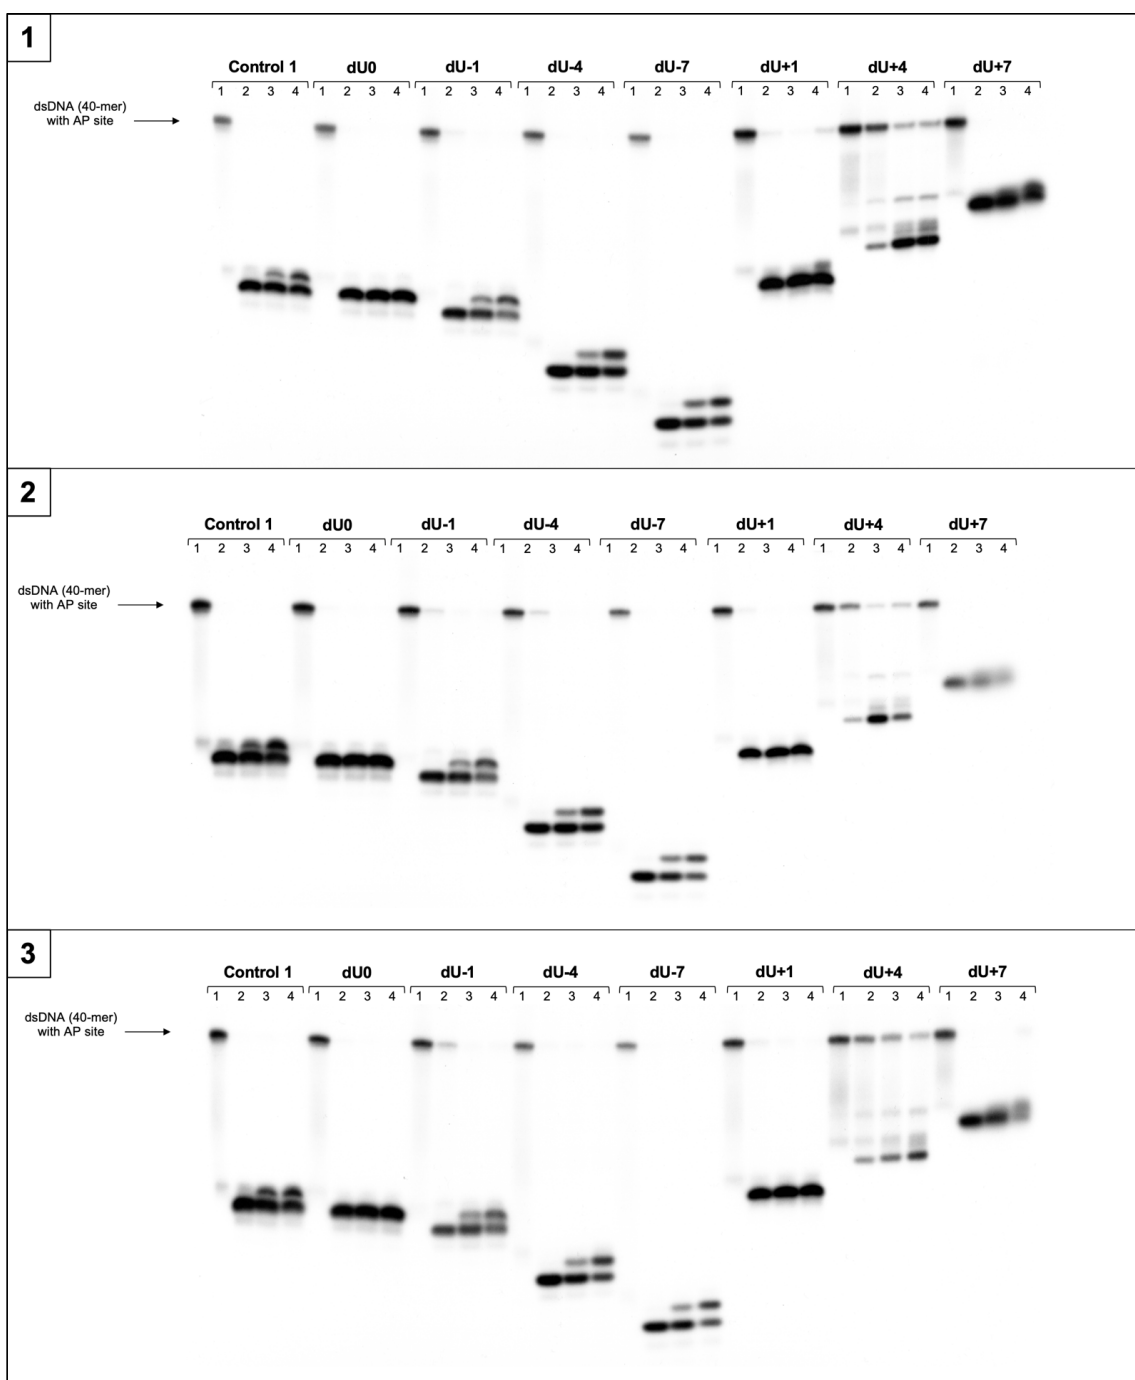 1
Control 1 dU0 dU-1 dU-4 dU-7 dU+1 dU+4 dU+7
1 2 3 4 1 2 3 4 1 2 3 4 1 2 3 4 1 2 3 4 1 2 3 4 1 2 3 4 1 2 3 4
dsDNA (40-mer)
with AP site
2
Control 1 dU0 dU-1 dU-4 dU-7 dU+1 dU+4 dU+7
1 2 3 4 1 2 3 4 1 2 3 4 1 2 3 4 1 2 3 4 1 2 3 4 1 2 3 4 1 2 3 4
dsDNA (40-mer)
with AP site
3
Control 1 dU0 dU-1 dU-4 dU-7 dU+1 dU+4 dU+7
1 2 3 4 1 2 3 4 1 2 3 4 1 2 3 4 1 2 3 4 1 2 3 4 1 2 3 4 1 2 3 4
dsDNA (40-mer)
with AP site